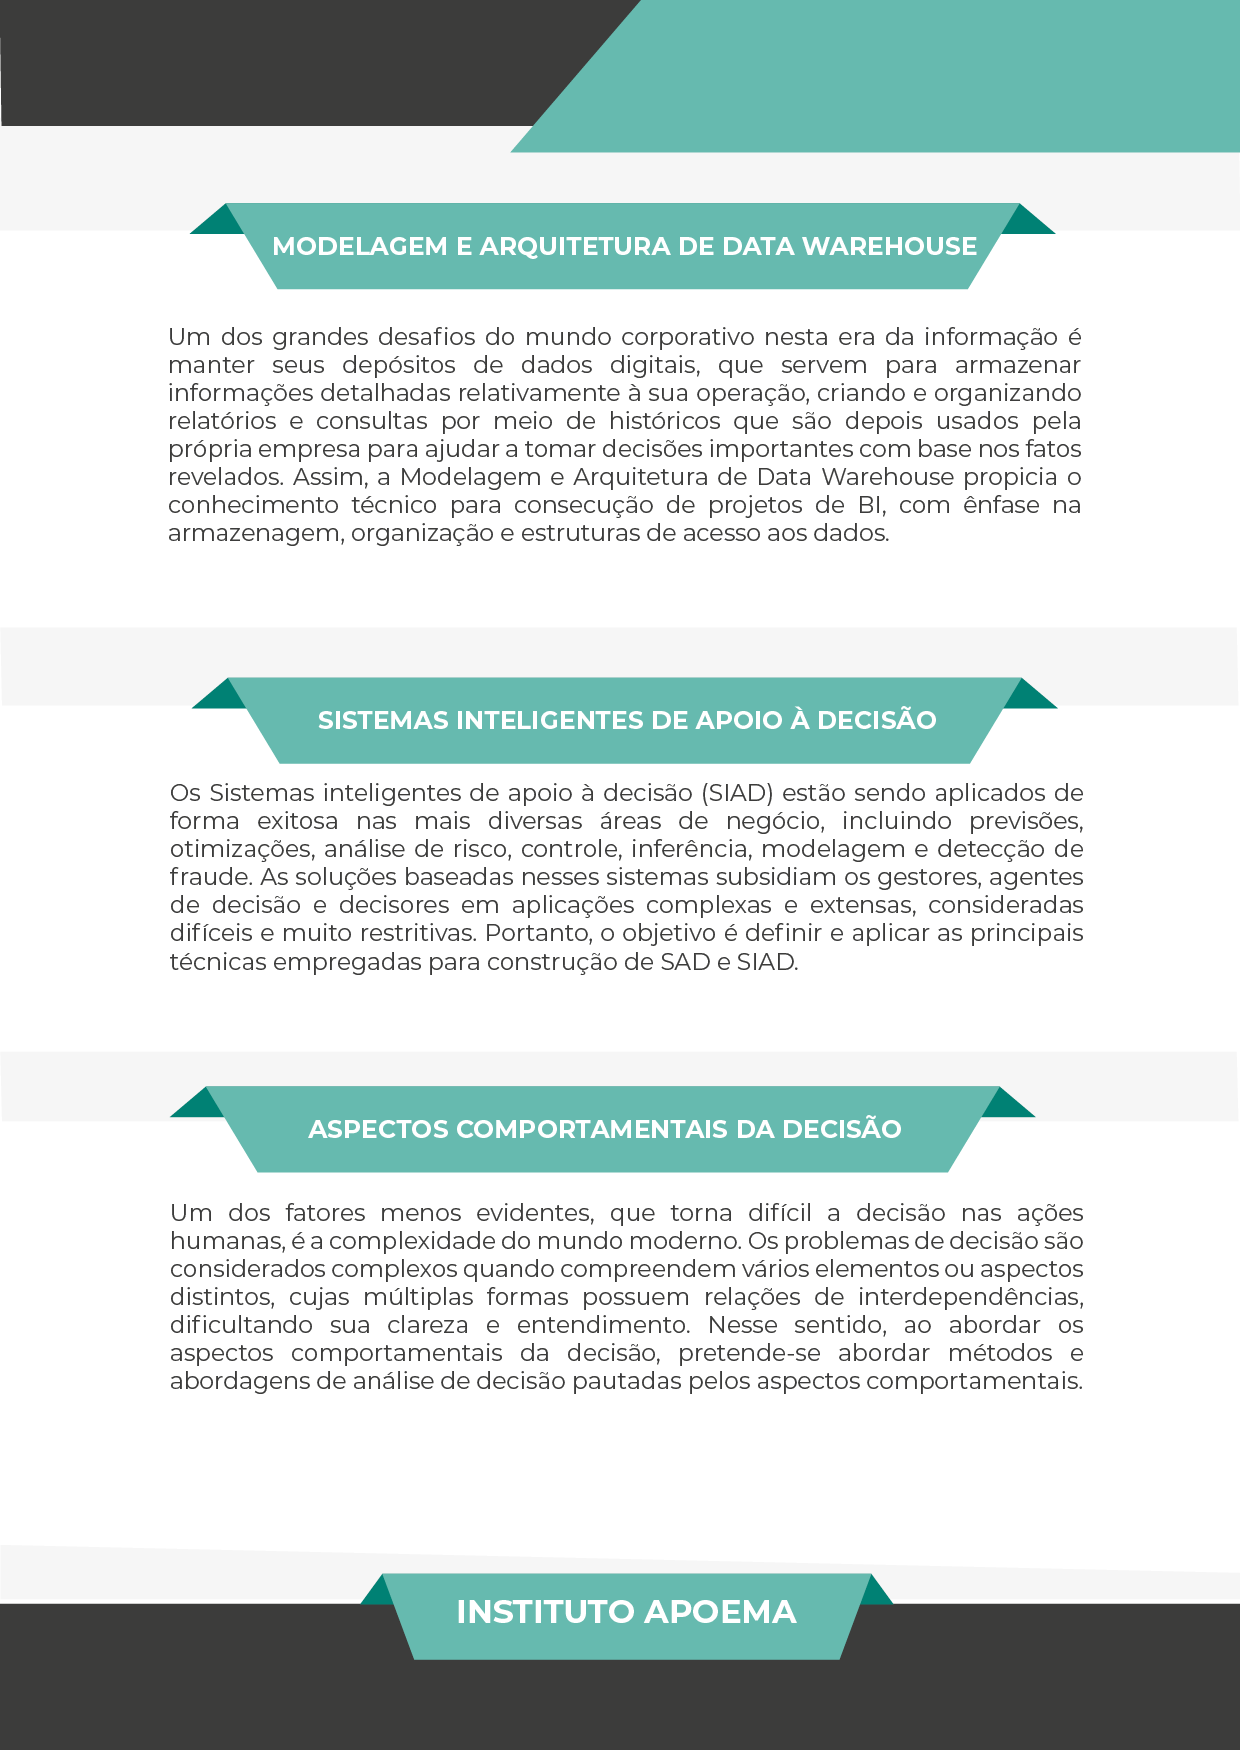 MODELAGEM E ARQUITETURA DE DATA WAREHOUSE
Um dos grandes desafios do mundo corporativo nesta era da informação é
manter seus depósitos de dados digitais, que servem para armazenar
informações detalhadas relativamente à sua operação, criando e organizando
relatórios e consultas por meio de históricos que são depois usados pela
própria empresa para ajudar a tomar decisões importantes com base nos fatos
revelados. Assim, a Modelagem e Arquitetura de Data Warehouse propicia o
conhecimento técnico para consecução de projetos de BI, com ênfase na
armazenagem, organização e estruturas de acesso aos dados.
SISTEMAS INTELIGENTES DE APOIO À DECISÃO
Os Sistemas inteligentes de apoio à decisão (SIAD) estão sendo aplicados de
forma exitosa nas mais diversas áreas de negócio, incluindo previsões,
otimizações, análise de risco, controle, inferência, modelagem e detecção de
fraude. As soluções baseadas nesses sistemas subsidiam os gestores, agentes
de decisão e decisores em aplicações complexas e extensas, consideradas
difíceis e muito restritivas. Portanto, o objetivo é definir e aplicar as principais
técnicas empregadas para construção de SAD e SIAD.
ASPECTOS COMPORTAMENTAIS DA DECISÃO
Um dos fatores menos evidentes, que torna difícil a decisão nas ações
humanas, é a complexidade do mundo moderno. Os problemas de decisão são
considerados complexos quando compreendem vários elementos ou aspectos
distintos, cujas múltiplas formas possuem relações de interdependências,
dificultando sua clareza e entendimento. Nesse sentido, ao abordar os
aspectos comportamentais da decisão, pretende-se abordar métodos e
abordagens de análise de decisão pautadas pelos aspectos comportamentais.
INSTITUTO APOEMA